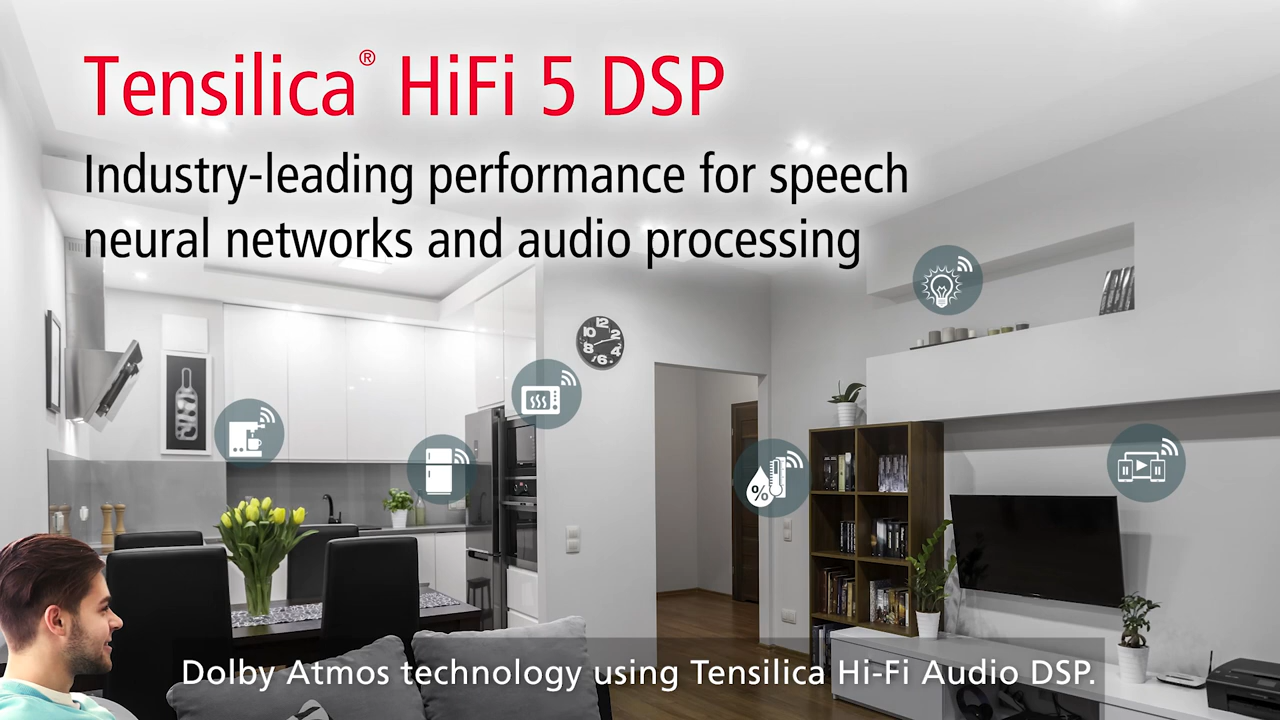 Tensilica® HiFi 5 DSP
Industry-leading performance for speech
neural networks and audio processing
%
Dolby Atmos technology using Tensilica Hi-Fi Audio DSP.